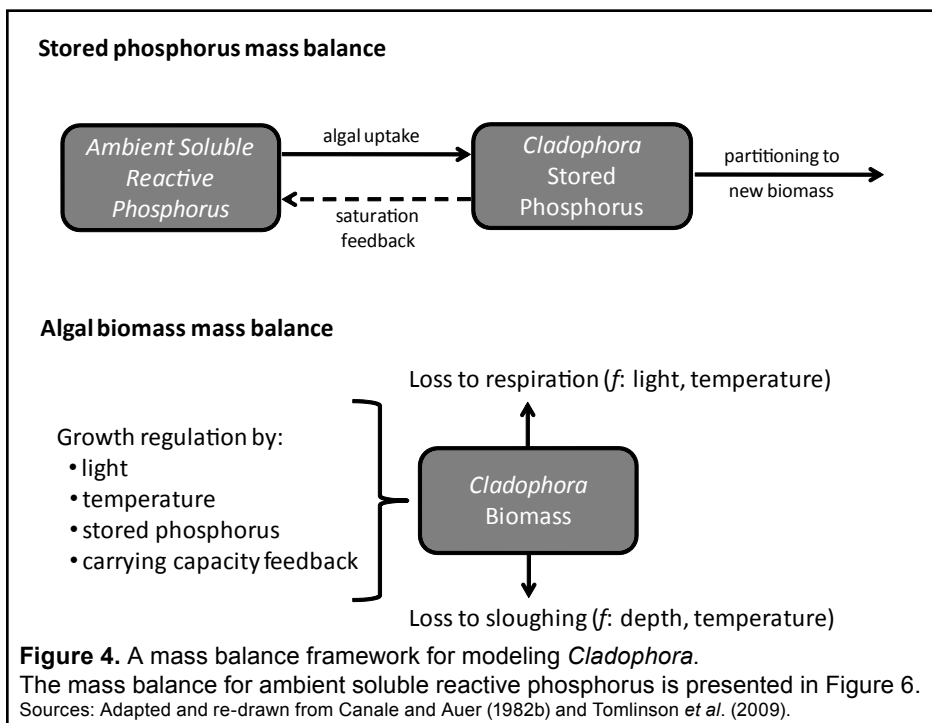 Stored phosphorus mass balance
Ambient Soluble
Reactive
Phosphorus
algal uptake
saturation
feedback
Cladophora
Stored
Phosphorus
partitioning to
new biomass
Algal biomass mass balance
Loss to respiration (f: light, temperature)
Growth regulation by:
• light
• temperature
• stored phosphorus
• carrying capacity feedback
Cladophora
Biomass
Loss to sloughing (f: depth, temperature)
Figure 4. A mass balance framework for modeling Cladophora.
The mass balance for ambient soluble reactive phosphorus is presented in Figure 6.
Sources: Adapted and re-drawn from Canale and Auer (1982b) and Tomlinson et al. (2009).